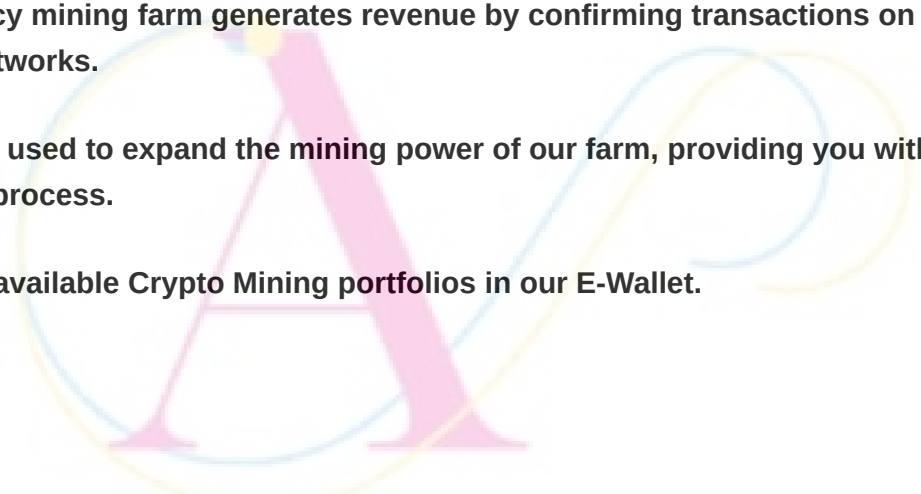 cy mining farm generates revenue by confirming transactions on
tworks.
used to expand the mining power of our farm, providing you with
process.
available Crypto Mining portfolios in our E-Wallet.
A